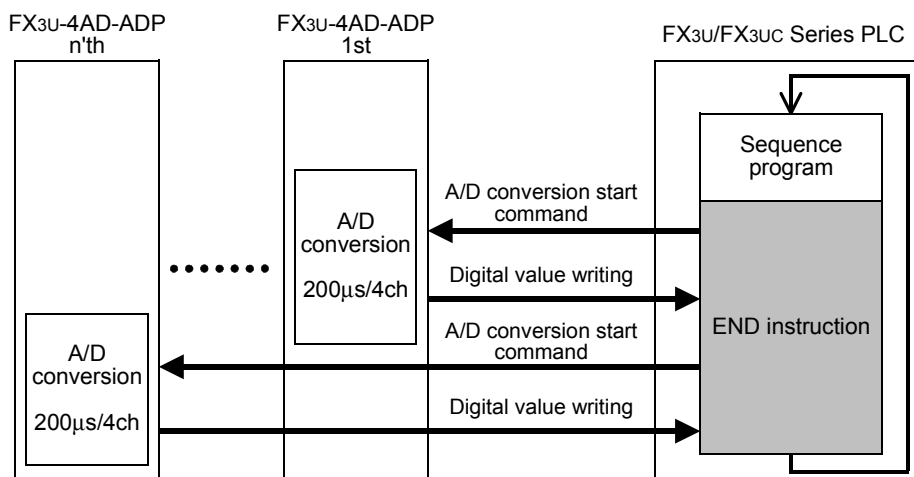 FX3U-4AD-ADP
n'th
FX3U-4AD-ADP
1st
FX3U/FX3UC Series PLC
Sequence
program
A/D conversion start
command
A/D
conversion
200μs/4ch
Digital value writing
END instruction
A/D conversion start
command
A/D
conversion
200μs/4ch
Digital value writing